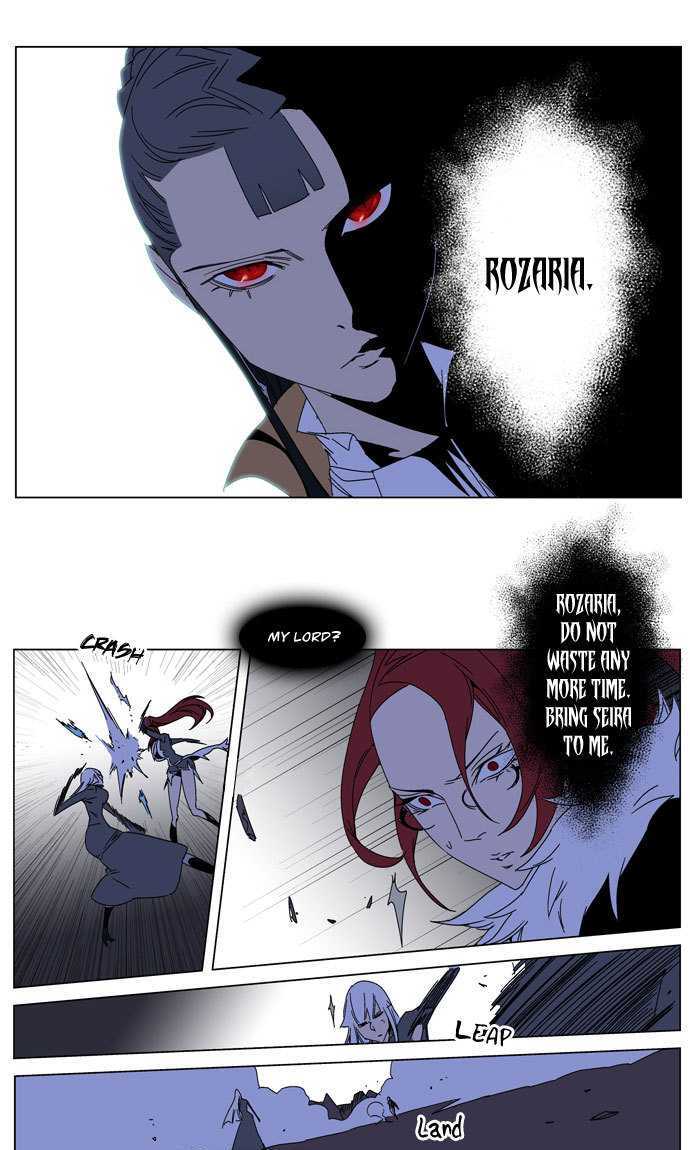 ROZARIA.
CRASH
MY LORD?
ROZARIA,
DO NOT
WASTE ANY
MORE TIME.
BRING SEIRA
TO ME.
LEAP
Land